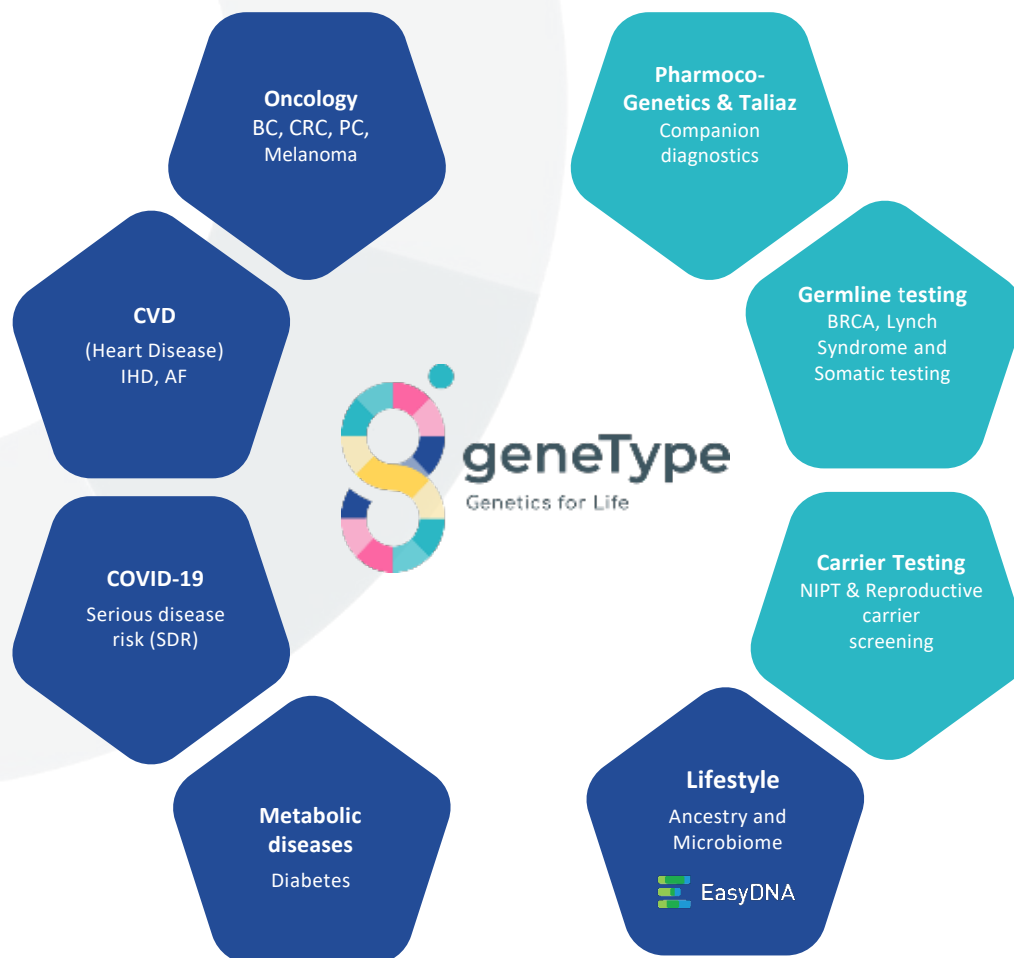 Oncology
BC, CRC, PC,
Melanoma
Pharmoco-
Genetics & Taliaz
Companion
diagnostics
CVD
(Heart Disease)
IHD, AF
Germline testing
BRCA, Lynch
Syndrome and
Somatic testing
geneType
Genetics for Life
COVID-19
Serious disease
risk (SDR)
Carrier Testing
NIPT & Reproductive
carrier
screening
Metabolic
diseases
Diabetes
Lifestyle
Ancestry and
Microbiome
EasyDNA